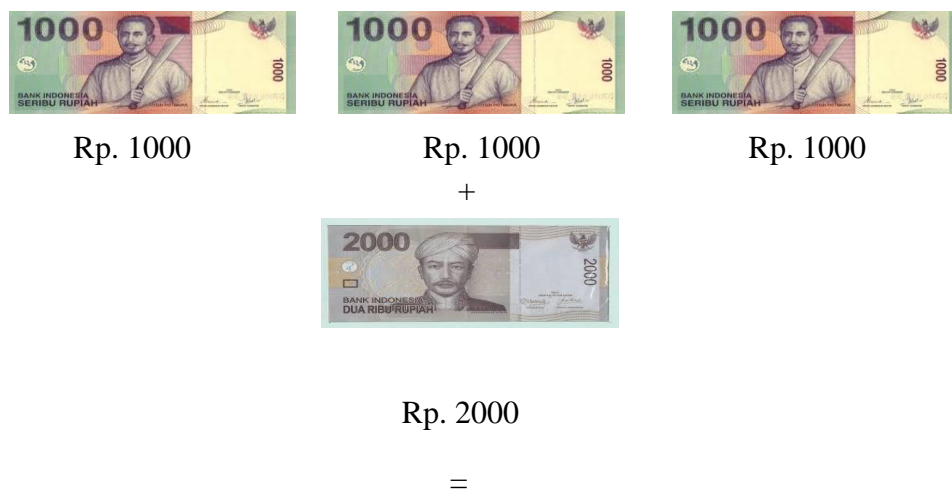 1000 1000 1000
1000 1000 1000
BANK INDONESIA BANK INDONESIA BANK INDONESIA
SERIBU RUPIAH SERIBU RUPIAH SERIBU RUPIAH
Rp. 1000 Rp. 1000 Rp. 1000
+
2000
2000
BANK INDONESIA
DUA RIBU RUPIAH
Rp. 2000
=